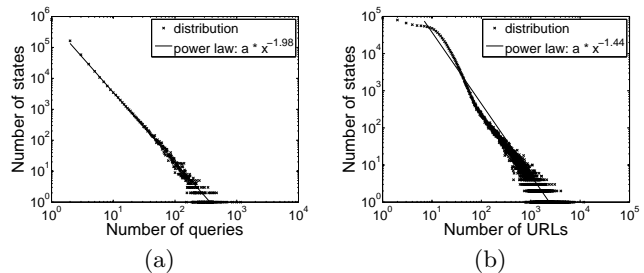 10^6
10^5
10^4
10^3
10^2
10^1
10^0
Number of states
distribution
power law: a * x^-1.98
10^0 10^1 10^2 10^3 10^4
Number of queries
(a)
10^5
10^4
10^3
10^2
10^1
10^0
Number of states
distribution
power law: a * x^-1.44
10^0 10^1 10^2 10^3 10^4 10^5
Number of URLs
(b)